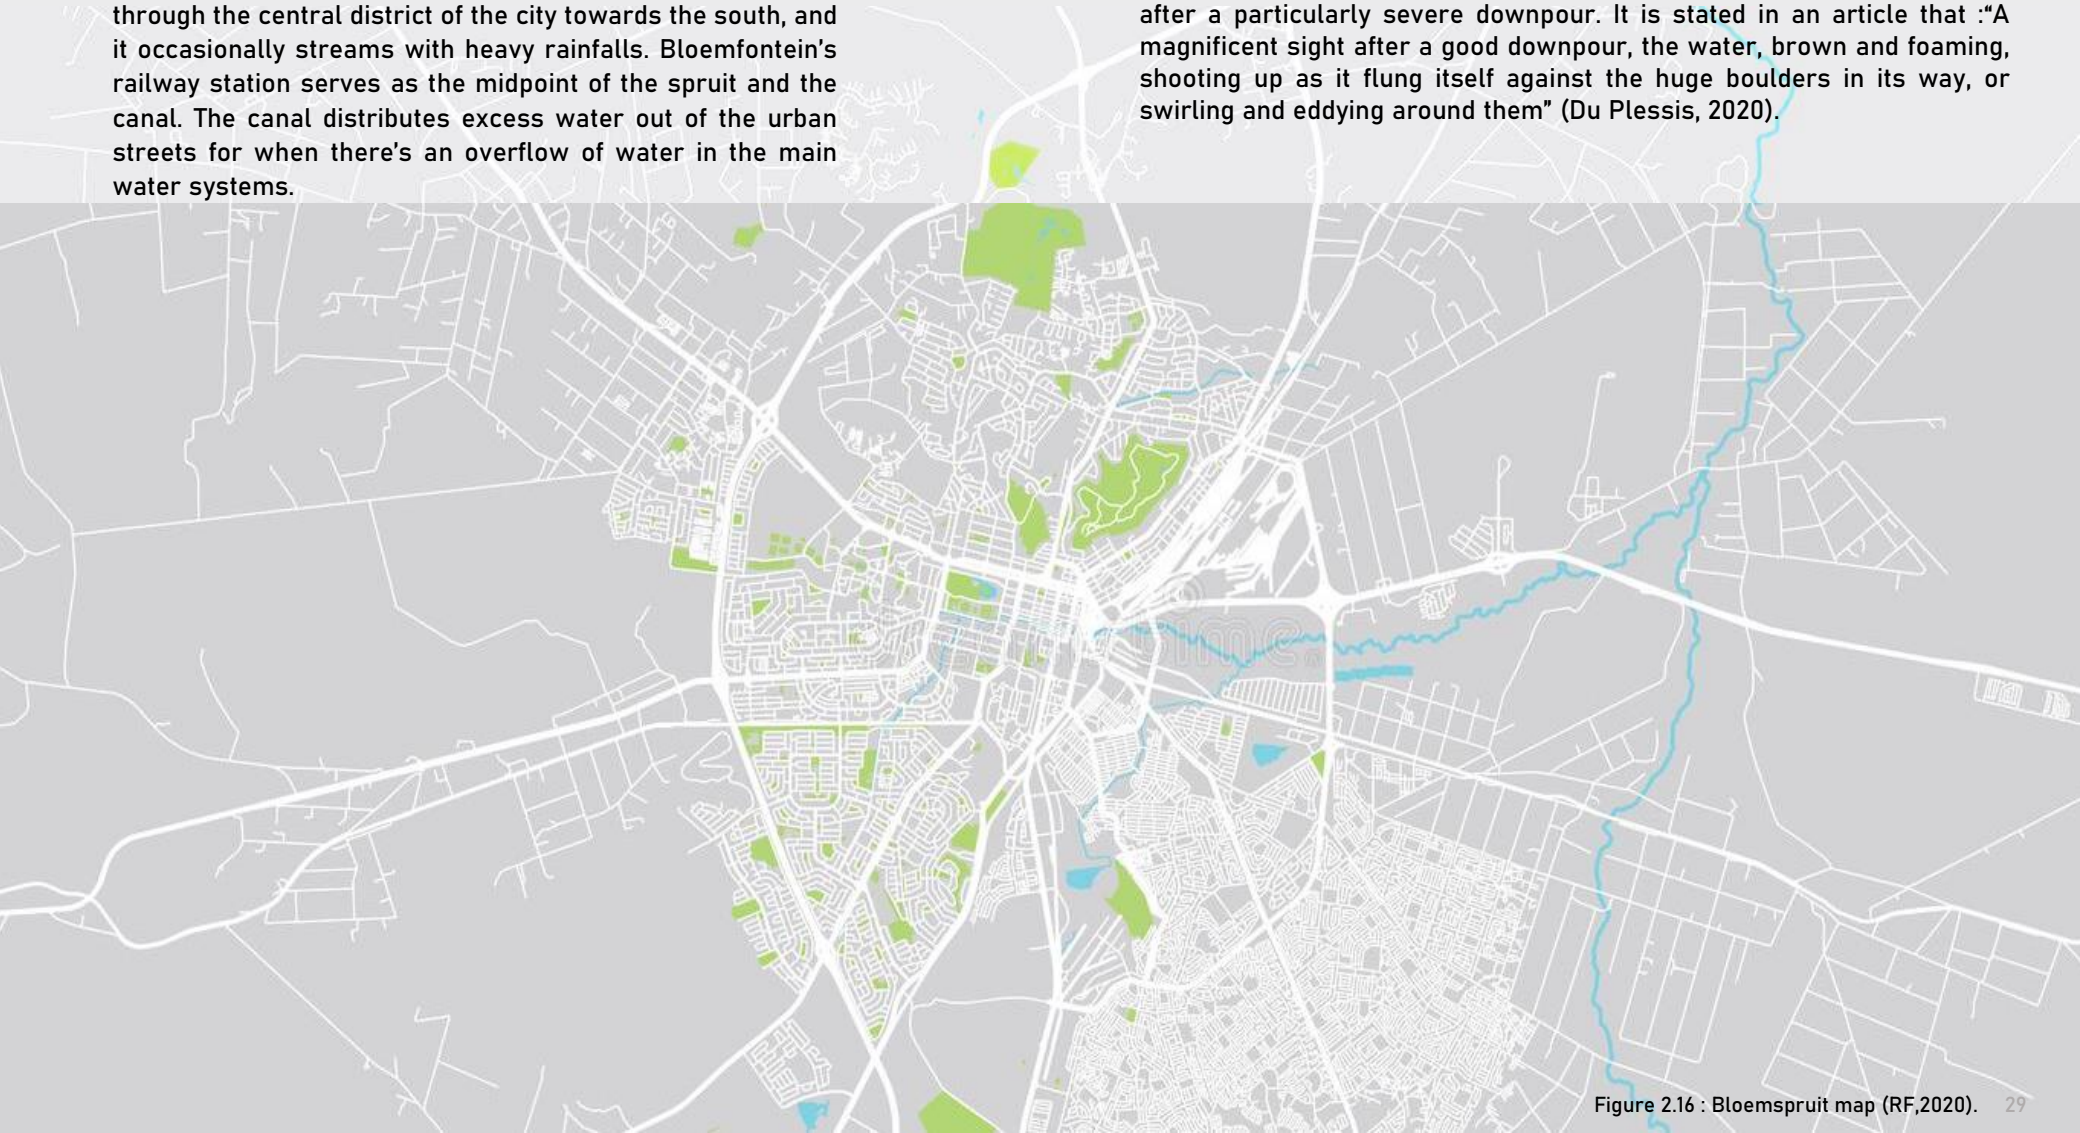 through the central district of the city towards the south, and
it occasionally streams with heavy rainfalls. Bloemfontein's
railway station serves as the midpoint of the spruit and the
canal. The canal distributes excess water out of the urban
streets for when there's an overflow of water in the main
water systems.
after a particularly severe downpour. It is stated in an article that :“A
magnificent sight after a good downpour, the water, brown and foaming,
shooting up as it flung itself against the huge boulders in its way, or
swirling and eddying around them” (Du Plessis, 2020).
Figure 2.16 : Bloemspruit map (RF,2020). 29